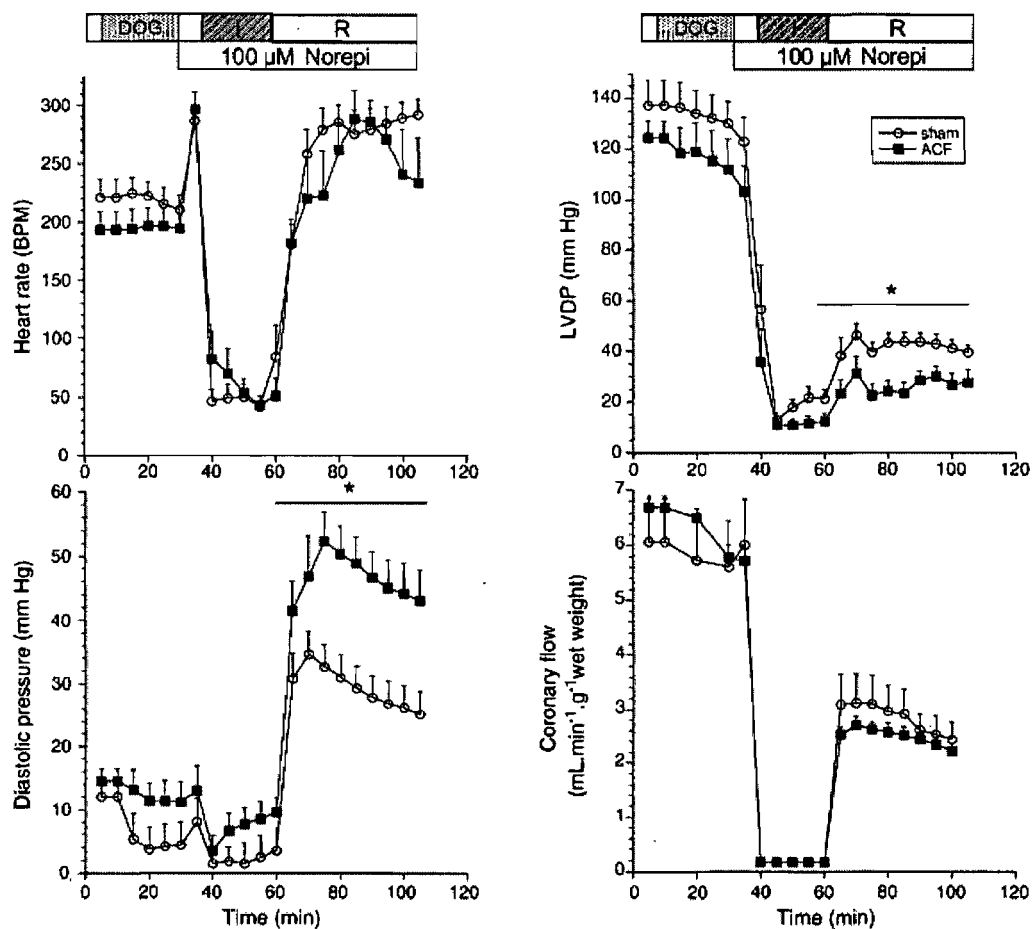 DOG I R
100 µM Norepi
300
250
200
150
100
50
0
Heart rate (BPM)
0 20 40 60 80 100 120
DOG I R
100 µM Norepi
140
120
100
80
60
40
20
0
LVDP (mm Hg)
sham
ACF
*
0 20 40 60 80 100 120
60
50
40
30
20
10
0
Diastolic pressure (mm Hg)
*
0 20 40 60 80 100 120
Time (min)
7
6
5
4
3
2
1
0
Coronary flow
(mL.min⁻¹.g⁻¹wet weight)
0 20 40 60 80 100 120
Time (min)